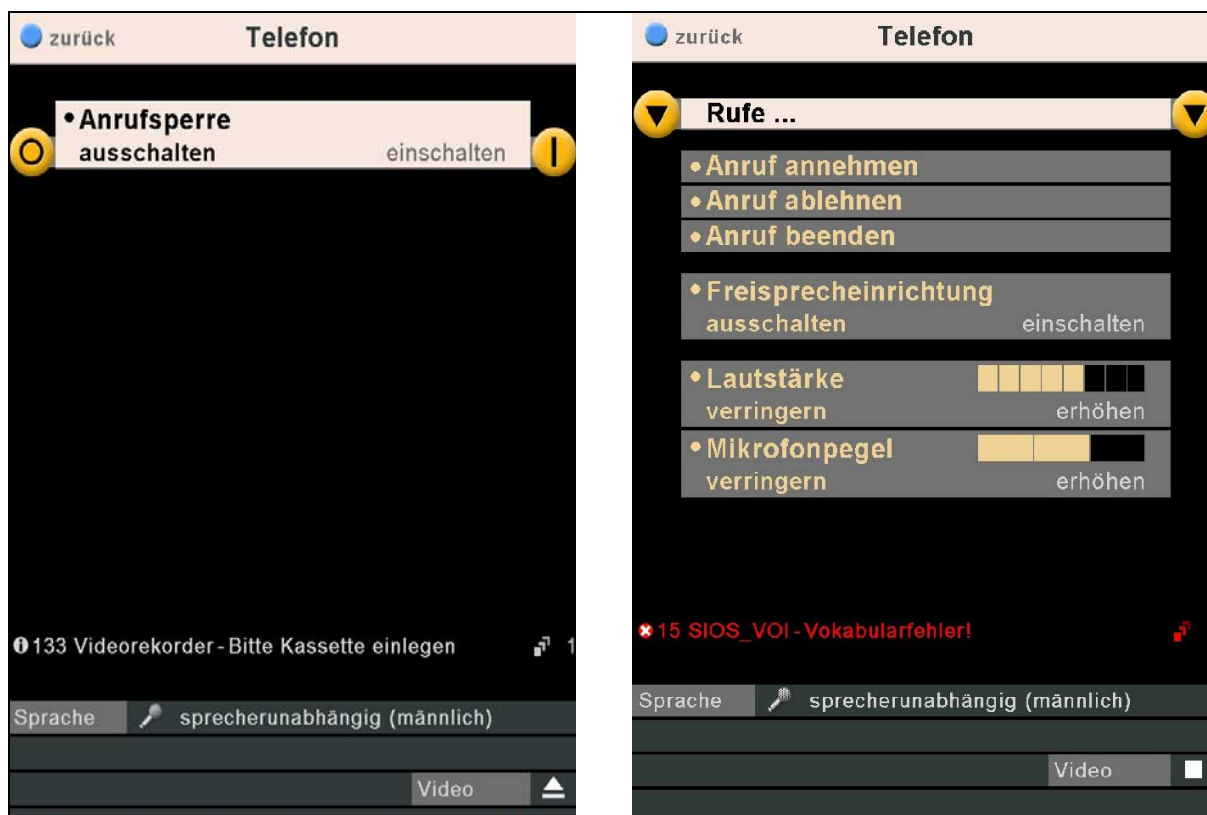 zurück Telefon
• Anrufsperre
ausschalten einschalten
133 Videorekorder - Bitte Kassette einlegen 1
Sprache sprecherunabhängig (männlich)
Video
zurück Telefon
Rufe ...
• Anruf annehmen
• Anruf ablehnen
• Anruf beenden
• Freisprecheinrichtung
ausschalten einschalten
• Lautstärke
verringern erhöhen
• Mikrofonpegel
verringern erhöhen
15 SIOS_VOI - Vokabularfehler!
Sprache sprecherunabhängig (männlich)
Video